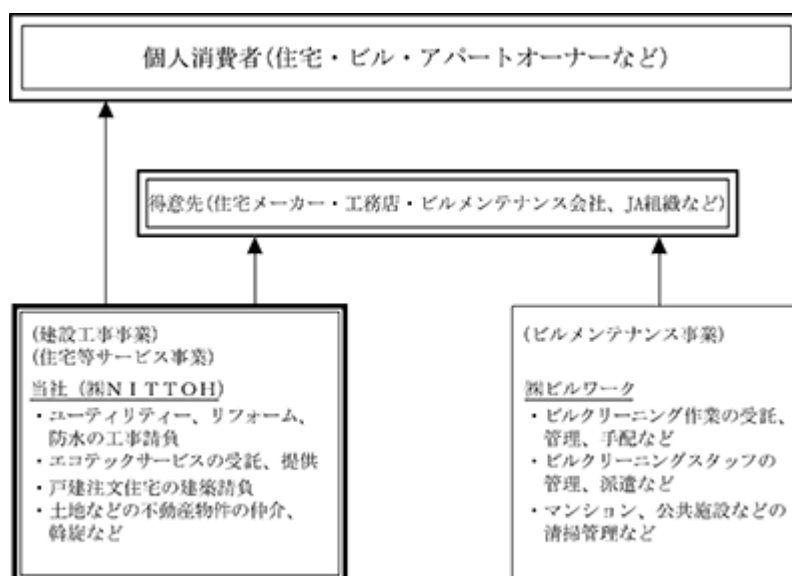 個人消費者(住宅・ビル・アパートオーナーなど)
得意先(住宅メーカー・工務店・ビルメンテナンス会社、JA組織など)
(建設工事事業)
(住宅等サービス事業)
当社(㈱NITTOH)
・ユーティリティー、リフォーム、
防水の工事請負
・エコテックサービスの受託、提供
・戸建注文住宅の建築請負
・土地などの不動産物件の仲介、
斡旋など
(ビルメンテナンス事業)
㈱ビルワーク
・ビルクリーニング作業の受託、
管理、手配など
・ビルクリーニングスタッフの
管理、派遣など
・マンション、公共施設などの
清掃管理など